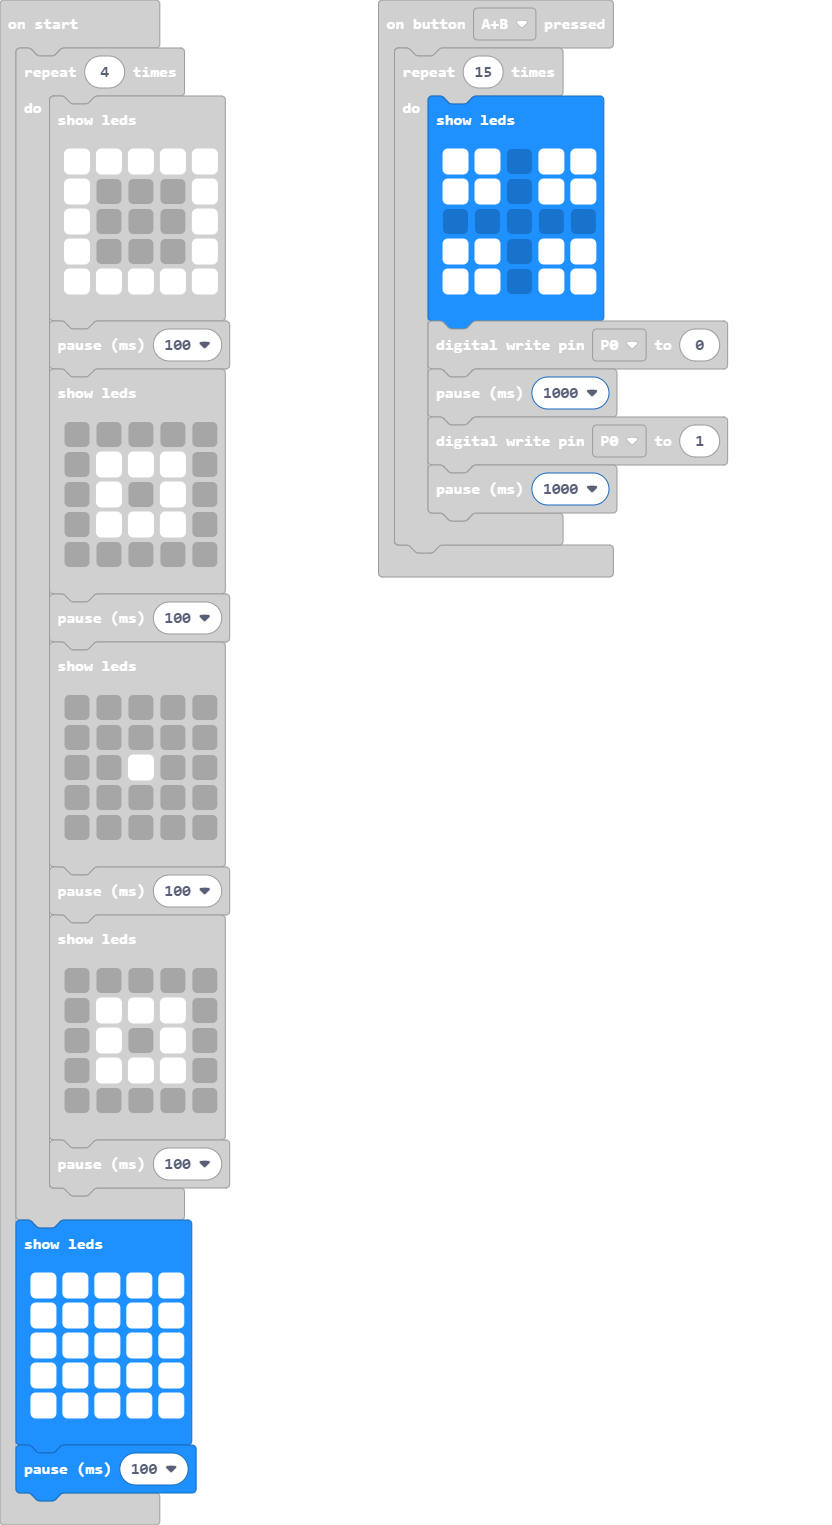 on start
repeat 4 times
do
show leds
pause (ms) 100
show leds
pause (ms) 100
show leds
pause (ms) 100
show leds
pause (ms) 100
show leds
pause (ms) 100
on button A+B pressed
repeat 15 times
do
show leds
digital write pin P0 to 0
pause (ms) 1000
digital write pin P0 to 1
pause (ms) 1000